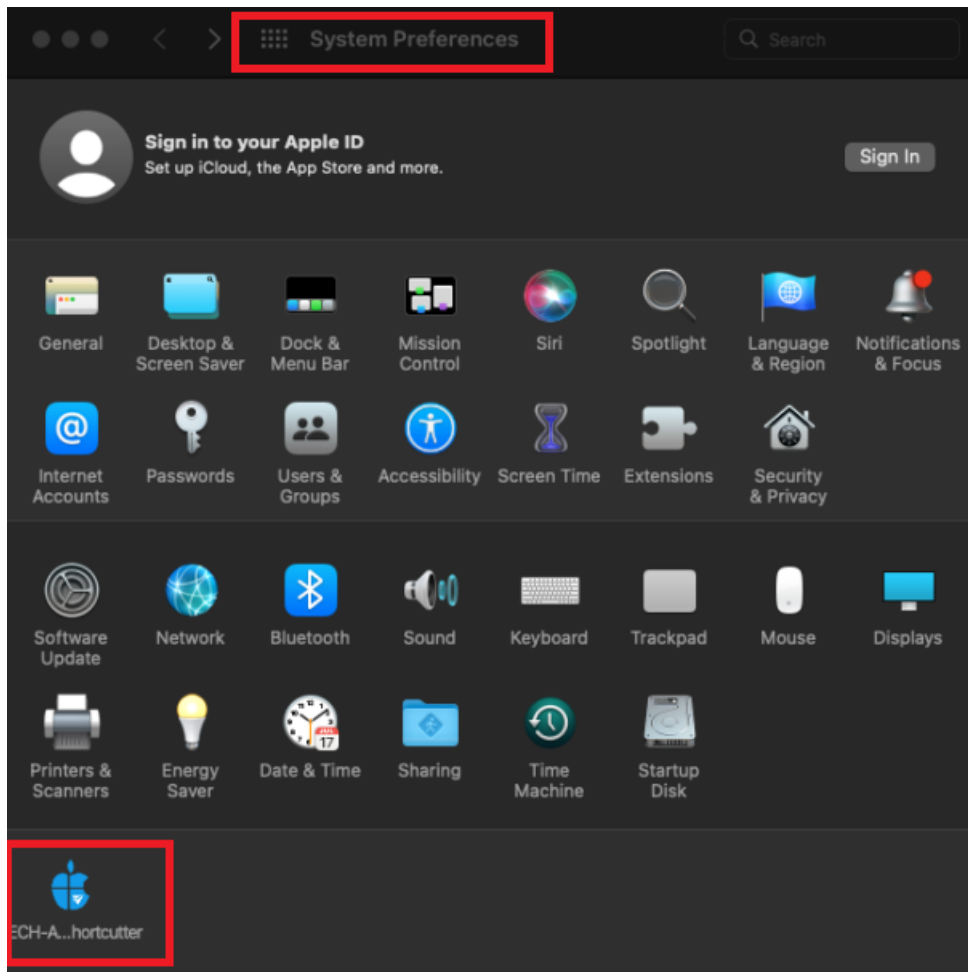 System Preferences
Search
Sign in to your Apple ID
Set up iCloud, the App Store and more.
Sign In
General
Desktop &
Screen Saver
Dock &
Menu Bar
Mission
Control
Siri
Spotlight
Language
& Region
Notifications
& Focus
Internet
Accounts
Passwords
Users &
Groups
Accessibility
Screen Time
Extensions
Security
& Privacy
Software
Update
Network
Bluetooth
Sound
Keyboard
Trackpad
Mouse
Displays
Printers &
Scanners
Energy
Saver
Date & Time
Sharing
Time
Machine
Startup
Disk
ECH-A...hortcutter